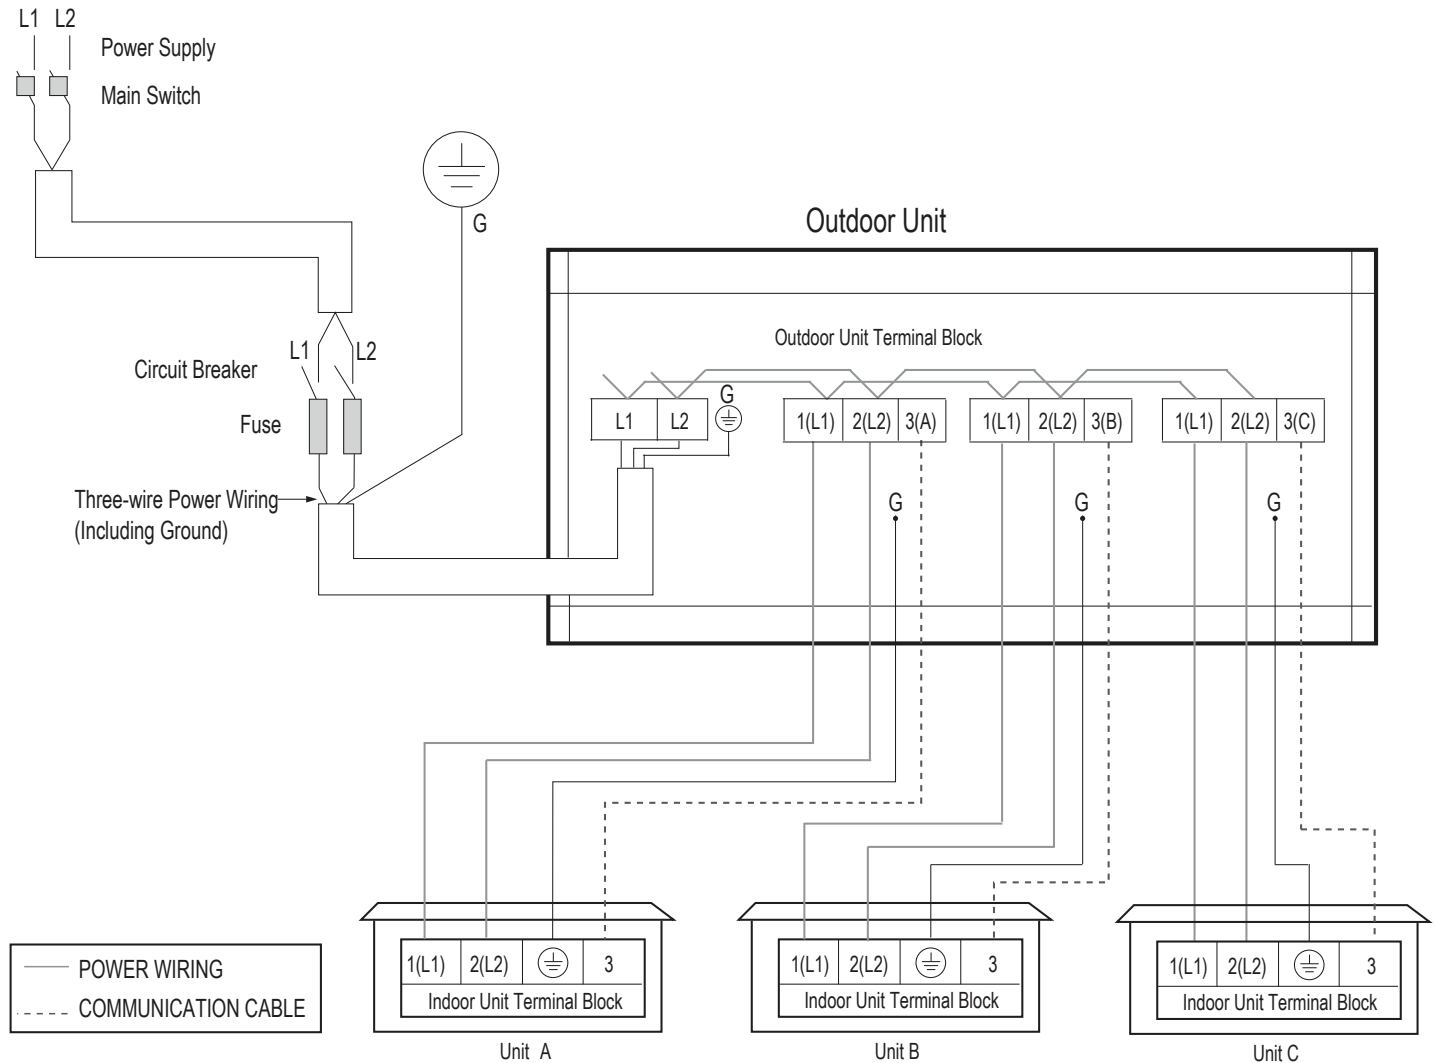 L1 L2
Power Supply
Main Switch
G
Outdoor Unit
Outdoor Unit Terminal Block
L1 L2
Circuit Breaker
Fuse
G
L1 L2
1(L1) 2(L2) 3(A)
1(L1) 2(L2) 3(B)
1(L1) 2(L2) 3(C)
Three-wire Power Wiring
(Including Ground)
G G G
1(L1) 2(L2) 3
Indoor Unit Terminal Block
Unit A
1(L1) 2(L2) 3
Indoor Unit Terminal Block
Unit B
1(L1) 2(L2) 3
Indoor Unit Terminal Block
Unit C
POWER WIRING
COMMUNICATION CABLE